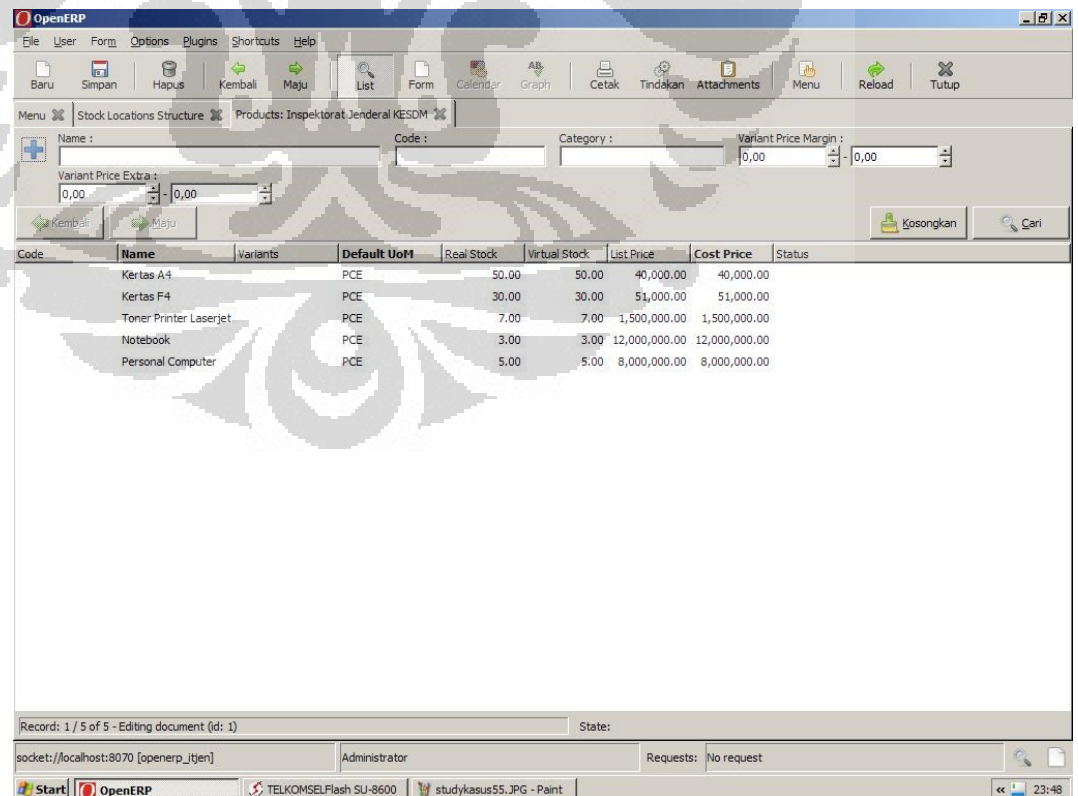 OpenERP
File User Form Options Plugins Shortcuts Help
Baru Simpan Hapus Kembali Maju List Form Calendar Graph Cetak Tindakan Attachments Menu Reload Tutup
Menu Stock Locations Structure Products: Inspektorat Jenderal KESDM
Name : Code : Category : Variant Price Margin :
0,00 - 0,00
Variant Price Extra :
0,00 - 0,00
Kembali Maju Kosongkan Cari
Code Name Variants Default UoM Real Stock Virtual Stock List Price Cost Price Status
Kertas A4 PCE 50.00 50.00 40,000.00 40,000.00
Kertas F4 PCE 30.00 30.00 51,000.00 51,000.00
Toner Printer Laserjet PCE 7.00 7.00 1,500,000.00 1,500,000.00
Notebook PCE 3.00 3.00 12,000,000.00 12,000,000.00
Personal Computer PCE 5.00 5.00 8,000,000.00 8,000,000.00
Record: 1 / 5 of 5 - Editing document (id: 1) State:
socket://localhost:8070 [openerp_itjen] Administrator Requests: No request
Start OpenERP TELKOMSELFlash SU-8600 studykasus55.JPG - Paint « 23:48